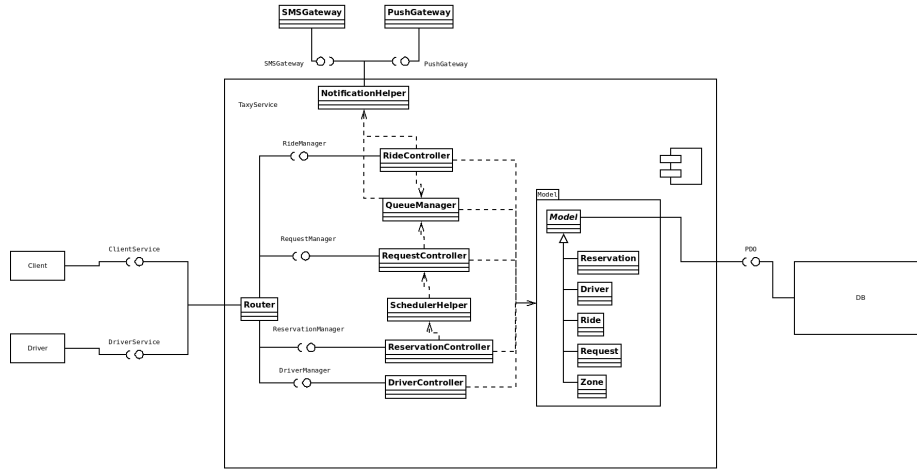 SMSGateway
PushGateway
SMSGateway
PushGateway
NotificationHelper
TaxyService
RideManager
RideController
Model
QueueManager
Model
RequestManager
ClientService
RequestController
PDO
Reservation
Client
Driver
SchedulerHelper
DB
Router
Ride
ReservationManager
DriverService
ReservationController
Driver
Request
DriverManager
DriverController
Zone